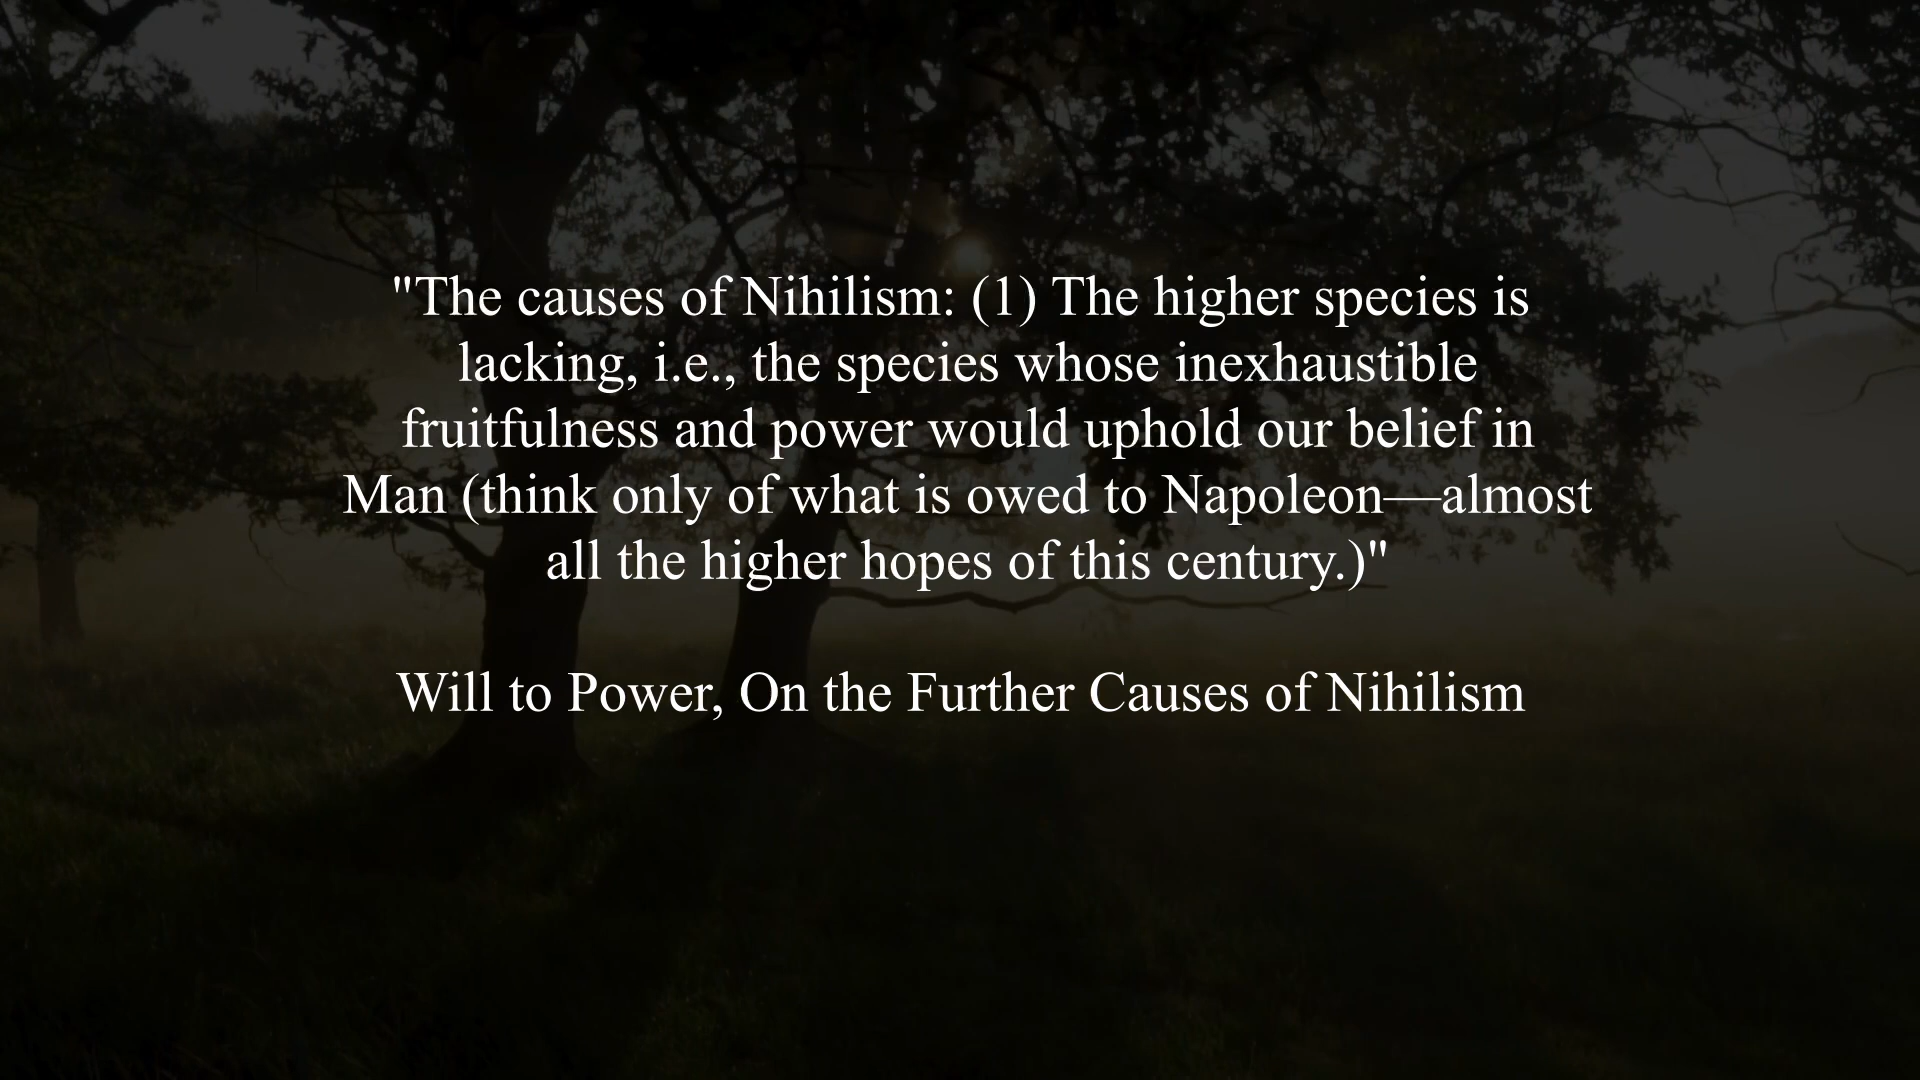 "The causes of Nihilism: (1) The higher species is
lacking, i.e., the species whose inexhaustible
fruitfulness and power would uphold our belief in
Man (think only of what is owed to Napoleon—almost
all the higher hopes of this century.)"
Will to Power, On the Further Causes of Nihilism